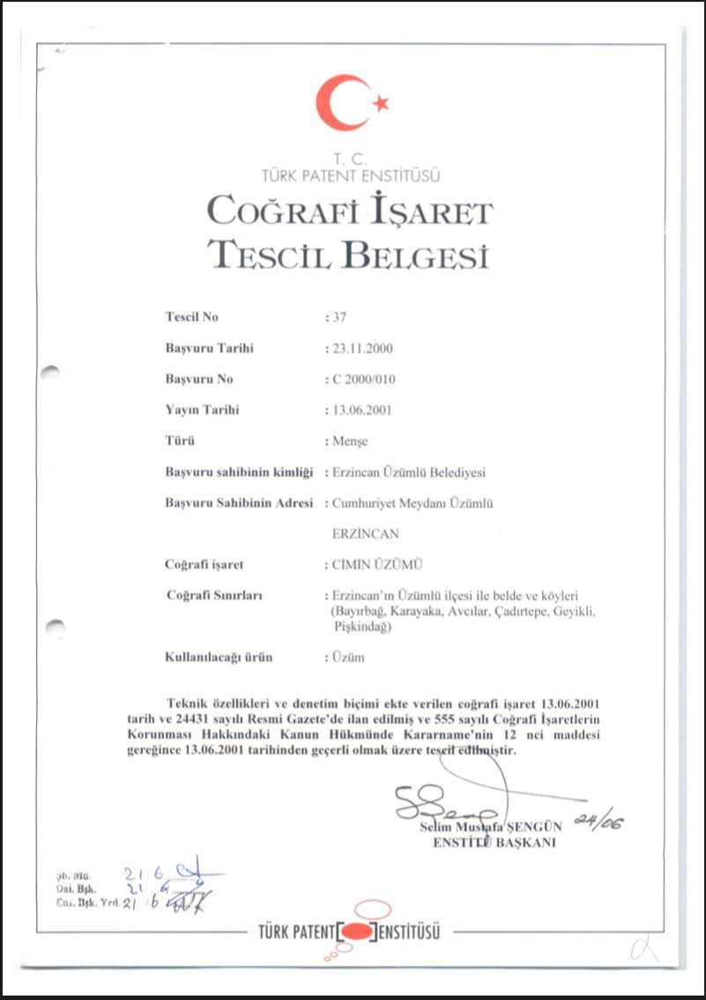 T. C.
TÜRK PATENT ENSTİTÜSÜ
COĞRAFİ İŞARET
TESCİL BELGESİ
Tescil No : 37
Başvuru Tarihi : 23.11.2000
Başvuru No : C 2000/010
Yayın Tarihi : 13.06.2001
Türü : Menşe
Başvuru sahibinin kimliği : Erzincan Üzümlü Belediyesi
Başvuru Sahibinin Adresi : Cumhuriyet Meydanı Üzümlü
ERZİNCAN
Coğrafi işaret : CİMİN ÜZÜMÜ
Coğrafi Sınırları : Erzincan'ın Üzümlü ilçesi ile belde ve köyleri
(Bayırbağ, Karayaka, Avcılar, Çadırtepe, Geyikli,
Pişkindağ)
Kullanılacağı ürün : Üzüm
Teknik özellikleri ve denetim biçimi ekte verilen coğrafi işaret 13.06.2001
tarih ve 24431 sayılı Resmi Gazete'de ilan edilmiş ve 555 sayılı Coğrafi İşaretlerin
Korunması Hakkındaki Kanun Hükmünde Kararname'nin 12 nci maddesi
gereğince 13.06.2001 tarihinden geçerli olmak üzere tescil edilmiştir.
24/06
Selim Mustafa ŞENGÜN
ENSTİTÜ BAŞKANI
Şb. Md. 21 6
Bşk. 21 6
Bşk. Yrd. 21 6
TÜRK PATENT ENSTİTÜSÜ